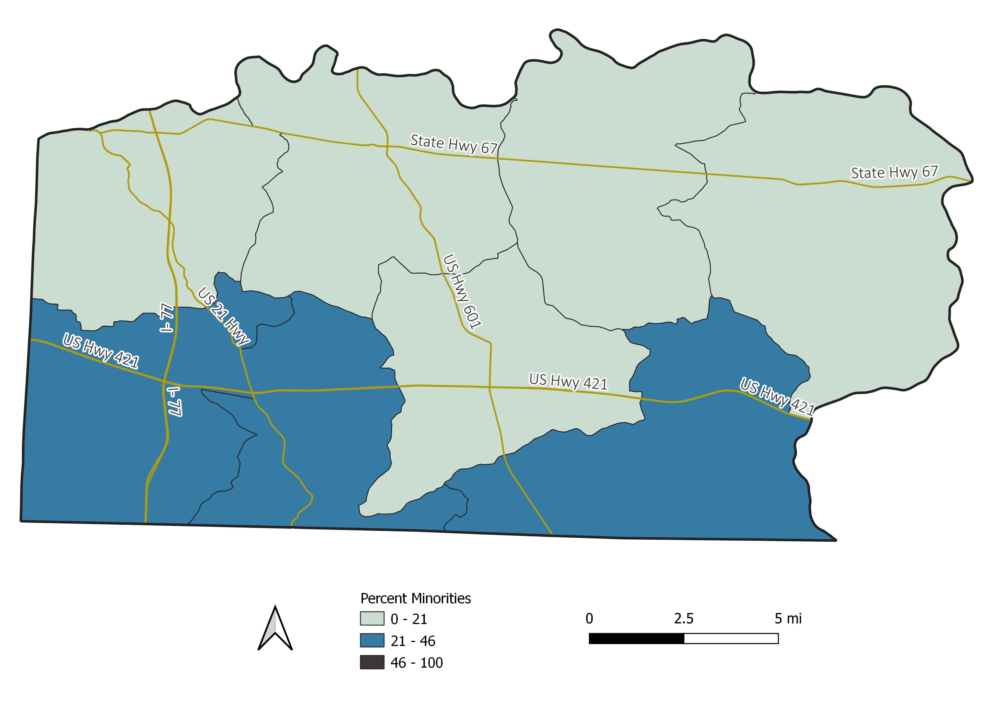 State Hwy 67
State Hwy 67
US Hwy 601
US 21 Hwy
I- 77
US Hwy 421
US Hwy 421
US Hwy 421
I- 77
Percent Minorities
0 - 21
21 - 46
46 - 100
0 2.5 5 mi